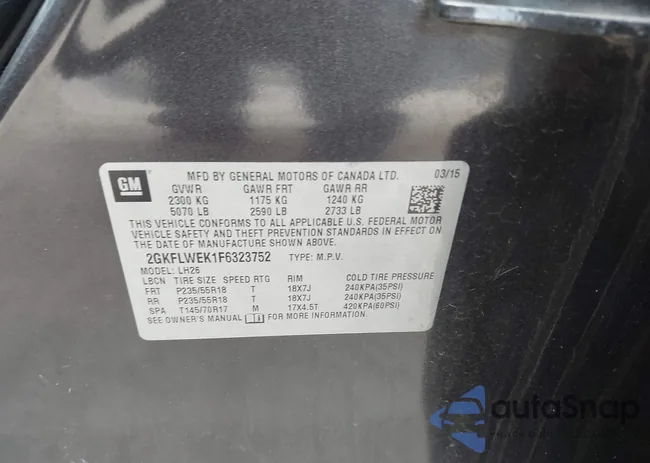 GM
MFD BY GENERAL MOTORS OF CANADA LTD. 03/15
GVWR GAWR FRT GAWR RR
2300 KG 1175 KG 1240 KG
5070 LB 2590 LB 2733 LB
THIS VEHICLE CONFORMS TO ALL APPLICABLE U.S. FEDERAL MOTOR
VEHICLE SAFETY AND THEFT PREVENTION STANDARDS IN EFFECT ON
THE DATE OF MANUFACTURE SHOWN ABOVE.
2GKFLWEK1F6323752 TYPE: M.P.V.
MODEL: LH26
LBCN TIRE SIZE SPEED RTG RIM COLD TIRE PRESSURE
FRT P235/55R18 T 18X7J 240KPA(35PSI)
RR P235/55R18 T 18X7J 240KPA(35PSI)
SPA T145/70R17 M 17X4.5T 420KPA(60PSI)
SEE OWNER'S MANUAL FOR MORE INFORMATION.
autoSnap